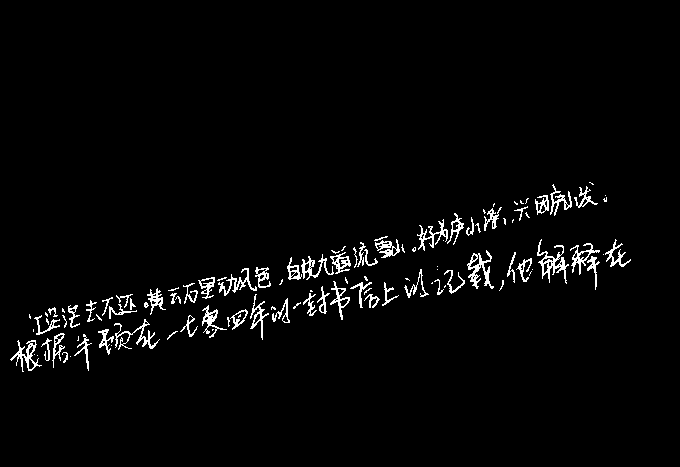 江茫茫去不还。黄云万里动风色，白波九道流雪山。好为庐山谣，兴因庐山发。
根据牛顿在一七零四年的一封书信上的记载，他解释在